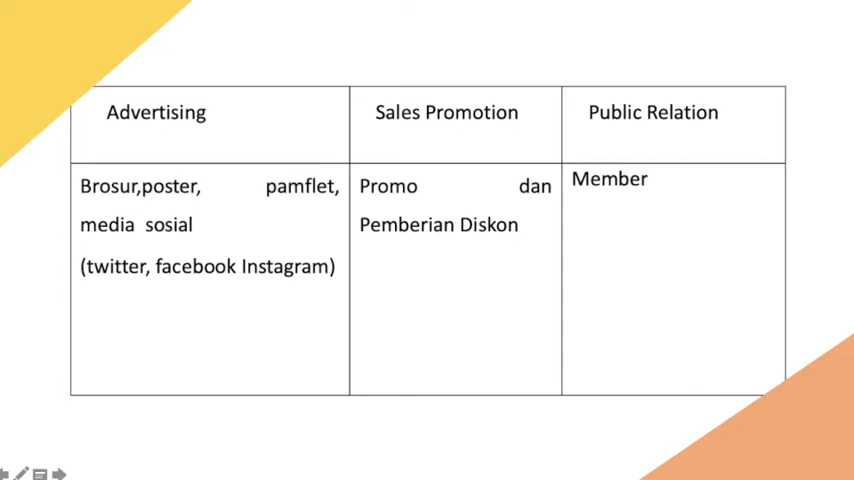 Advertising
Sales Promotion
Public Relation
Brosur,poster, pamflet,
media sosial
(twitter, facebook Instagram)
Promo dan
Pemberian Diskon
Member